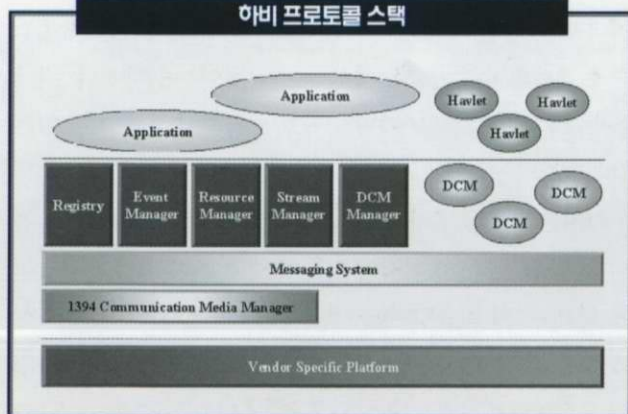 하비 프로토콜 스택
Application
Application
Havlet
Havlet
Havlet
Registry
Event
Manager
Resource
Manager
Stream
Manager
DCM
Manager
DCM
DCM
DCM
Messaging System
1394 Communication Media Manager
Vendor Specific Platform